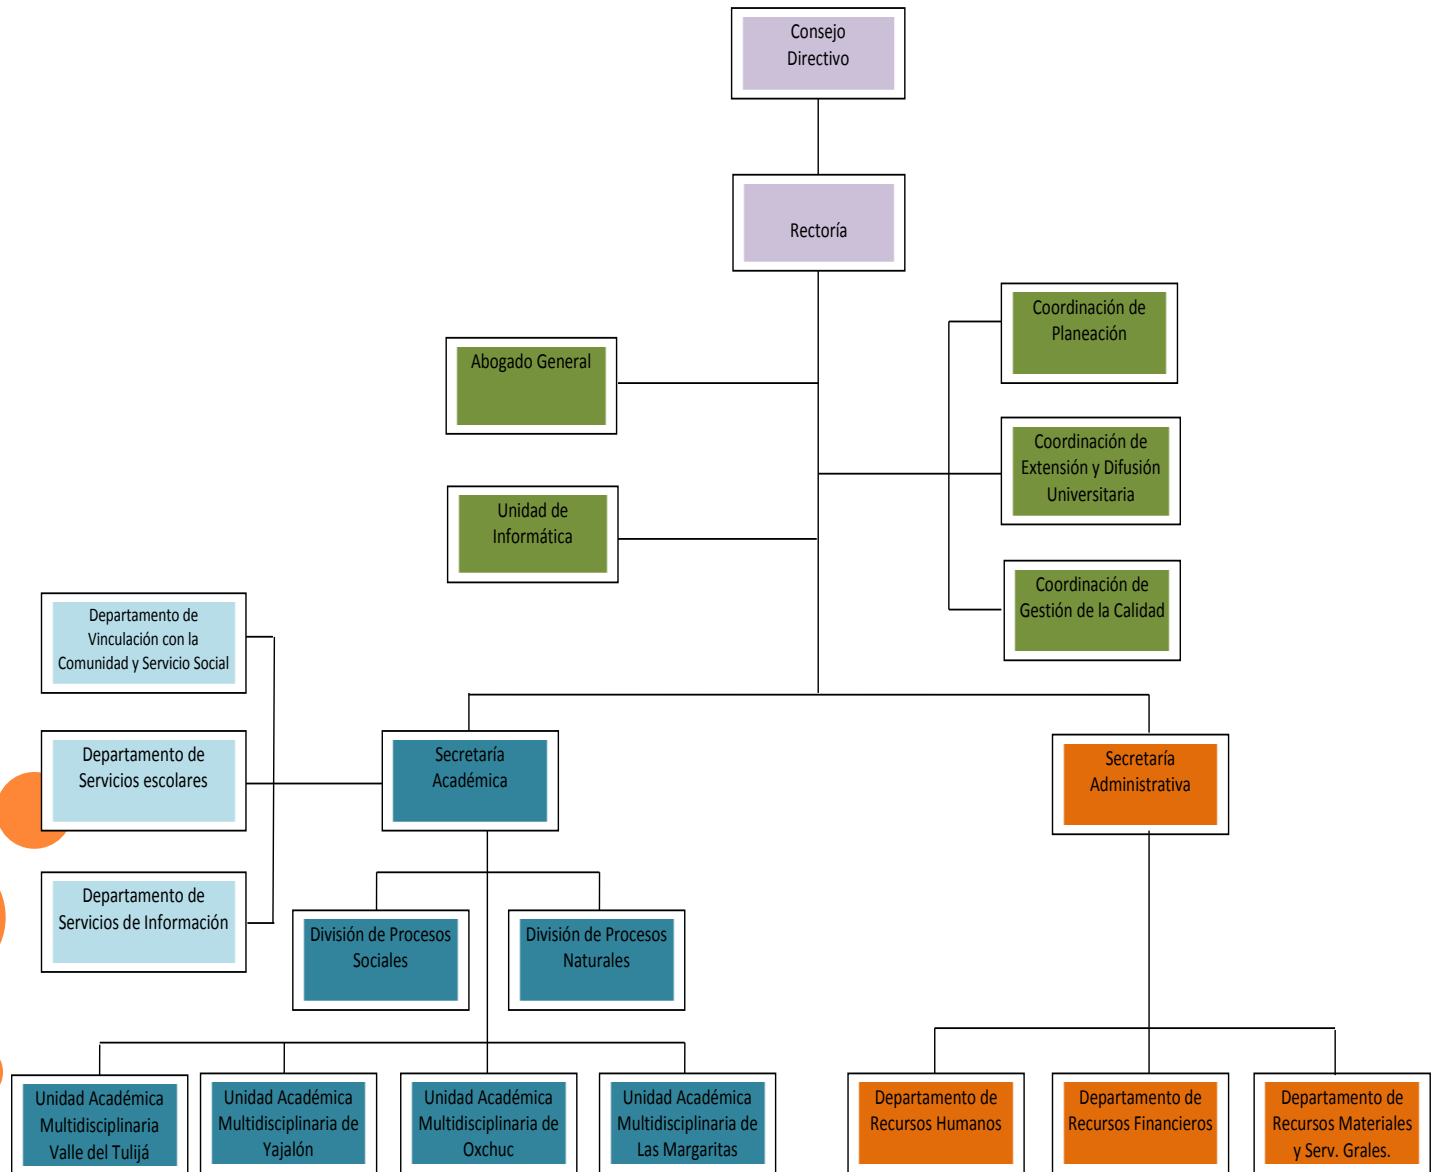 Consejo
Directivo
Rectoría
Coordinación de
Planeación
Abogado General
Coordinación de
Extensión y Difusión
Universitaria
Unidad de
Informática
Coordinación de
Gestión de la Calidad
Departamento de
Vinculación con la
Comunidad y Servicio Social
Departamento de
Servicios escolares
Secretaría
Académica
Secretaría
Administrativa
Departamento de
Servicios de Información
División de Procesos
Sociales
División de Procesos
Naturales
Unidad Académica
Multidisciplinaria
Valle del Tulijá
Unidad Académica
Multidisciplinaria de
Yajalón
Unidad Académica
Multidisciplinaria de
Oxchuc
Unidad Académica
Multidisciplinaria de
Las Margaritas
Departamento de
Recursos Humanos
Departamento de
Recursos Financieros
Departamento de
Recursos Materiales
y Serv. Grales.